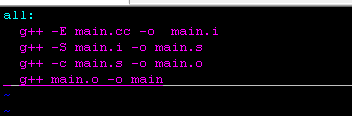 all:
g++ -E main.cc -o main.i
g++ -S main.i -o main.s
g++ -c main.s -o main.o
g++ main.o -o main